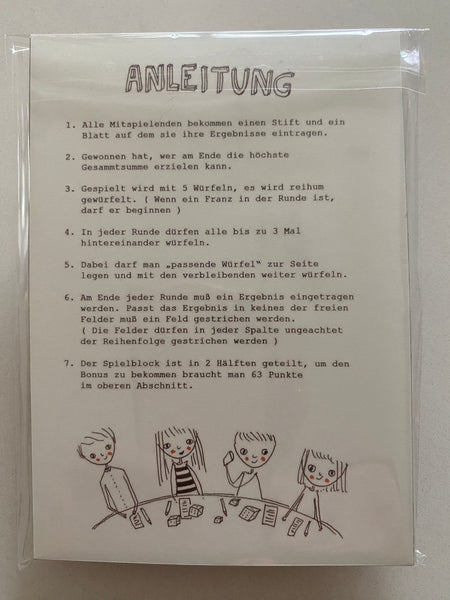 ANLEITUNG
1. Alle Mitspielenden bekommen einen Stift und ein
Blatt auf dem sie ihre Ergebnisse eintragen.
2. Gewonnen hat, wer am Ende die höchste
Gesammtsumme erzielen kann.
3. Gespielt wird mit 5 Würfeln, es wird reihum
gewürfelt. ( Wenn ein Franz in der Runde ist,
darf er beginnen )
4. In jeder Runde dürfen alle bis zu 3 Mal
hintereinander würfeln.
5. Dabei darf man „passende Würfel“ zur Seite
legen und mit den verbleibenden weiter würfeln.
6. Am Ende jeder Runde muß ein Ergebnis eingetragen
werden. Passt das Ergebnis in keines der freien
Felder muß ein Feld gestrichen werden.
( Die Felder dürfen in jeder Spalte ungeachtet
der Reihenfolge gestrichen werden )
7. Der Spielblock ist in 2 Hälften geteilt, um den
Bonus zu bekommen braucht man 63 Punkte
im oberen Abschnitt.